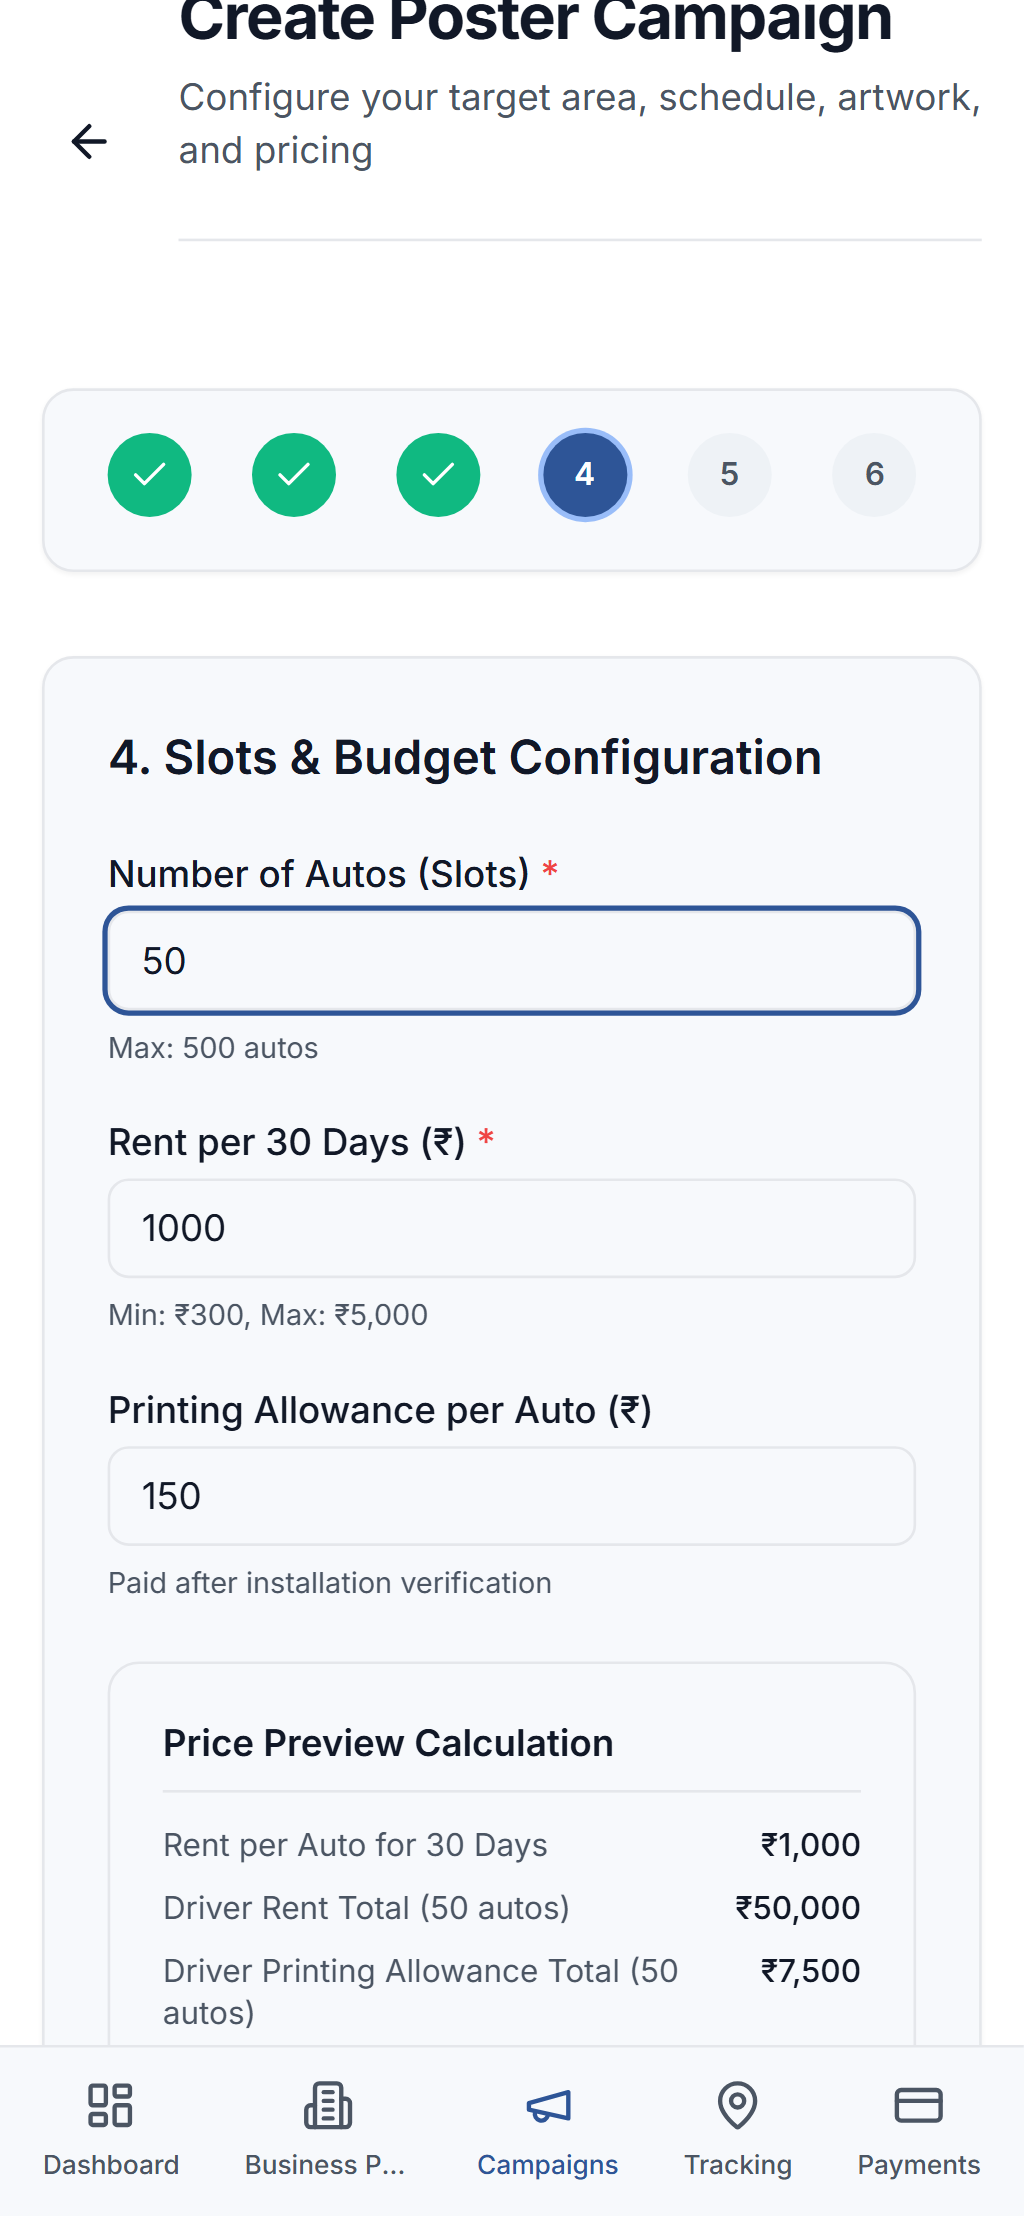 Create Poster Campaign
Configure your target area, schedule, artwork,
and pricing
4
5
6
4. Slots & Budget Configuration
Number of Autos (Slots) *
50
Max: 500 autos
Rent per 30 Days (₹) *
1000
Min: ₹300, Max: ₹5,000
Printing Allowance per Auto (₹)
150
Paid after installation verification
Price Preview Calculation
Rent per Auto for 30 Days ₹1,000
Driver Rent Total (50 autos) ₹50,000
Driver Printing Allowance Total (50 ₹7,500
autos)
Dashboard
Business P...
Campaigns
Tracking
Payments